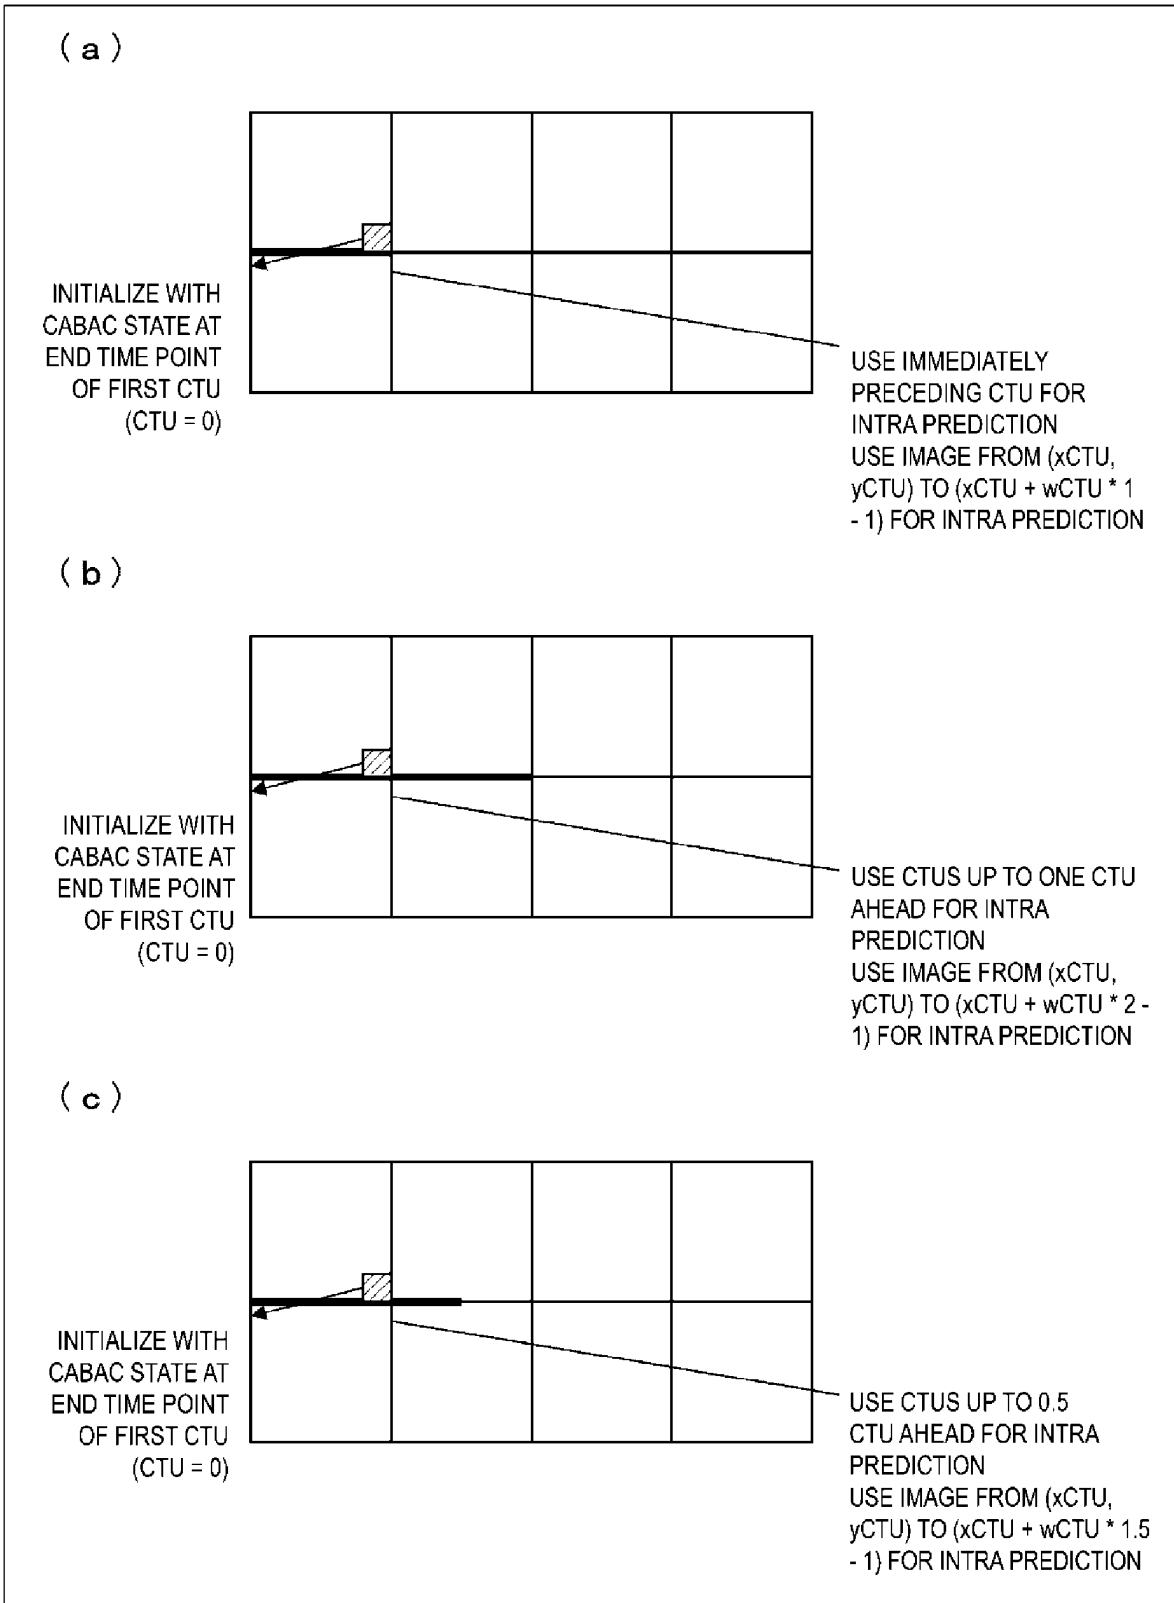 (a)
INITIALIZE WITH
CABAC STATE AT
END TIME POINT
OF FIRST CTU
(CTU = 0)
USE IMMEDIATELY
PRECEDING CTU FOR
INTRA PREDICTION
USE IMAGE FROM (xCTU,
yCTU) TO (xCTU + wCTU * 1
- 1) FOR INTRA PREDICTION
(b)
INITIALIZE WITH
CABAC STATE AT
END TIME POINT
OF FIRST CTU
(CTU = 0)
USE CTUS UP TO ONE CTU
AHEAD FOR INTRA
PREDICTION
USE IMAGE FROM (xCTU,
yCTU) TO (xCTU + wCTU * 2 -
1) FOR INTRA PREDICTION
(c)
INITIALIZE WITH
CABAC STATE AT
END TIME POINT
OF FIRST CTU
(CTU = 0)
USE CTUS UP TO 0.5
CTU AHEAD FOR INTRA
PREDICTION
USE IMAGE FROM (xCTU,
yCTU) TO (xCTU + wCTU * 1.5
- 1) FOR INTRA PREDICTION